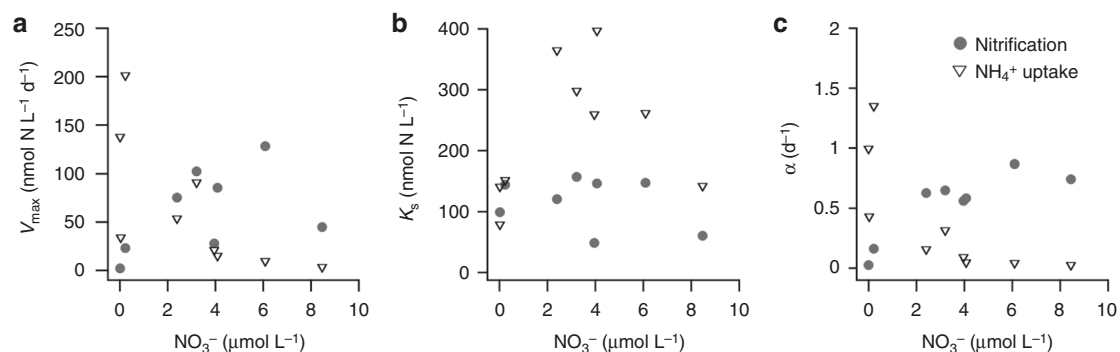 a
250
200
150
100
50
0
V_max (nmol N L⁻¹ d⁻¹)
0 2 4 6 8 10
NO₃⁻ (μmol L⁻¹)
b
400
300
200
100
0
K_s (nmol N L⁻¹)
0 2 4 6 8 10
NO₃⁻ (μmol L⁻¹)
c
2
1.5
1
0.5
0
α (d⁻¹)
Nitrification
NH₄⁺ uptake
0 2 4 6 8 10
NO₃⁻ (μmol L⁻¹)